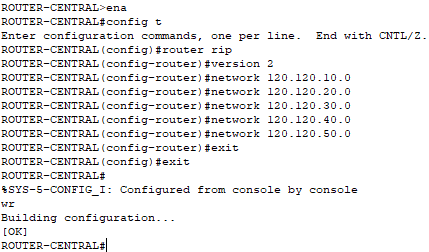 ROUTER-CENTRAL>ena
ROUTER-CENTRAL#config t
Enter configuration commands, one per line.  End with CNTL/Z.
ROUTER-CENTRAL(config)#router rip
ROUTER-CENTRAL(config-router)#version 2
ROUTER-CENTRAL(config-router)#network 120.120.10.0
ROUTER-CENTRAL(config-router)#network 120.120.20.0
ROUTER-CENTRAL(config-router)#network 120.120.30.0
ROUTER-CENTRAL(config-router)#network 120.120.40.0
ROUTER-CENTRAL(config-router)#network 120.120.50.0
ROUTER-CENTRAL(config-router)#exit
ROUTER-CENTRAL(config)#exit
ROUTER-CENTRAL#
%SYS-5-CONFIG_I: Configured from console by console
wr
Building configuration...
[OK]
ROUTER-CENTRAL#